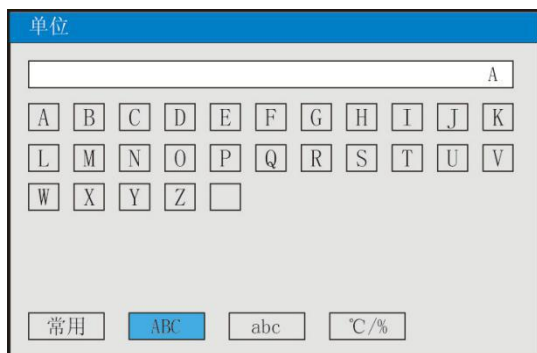 单位
A
A B C D E F G H I J K
L M N O P Q R S T U V
W X Y Z
常用 ABC abc ℃/%